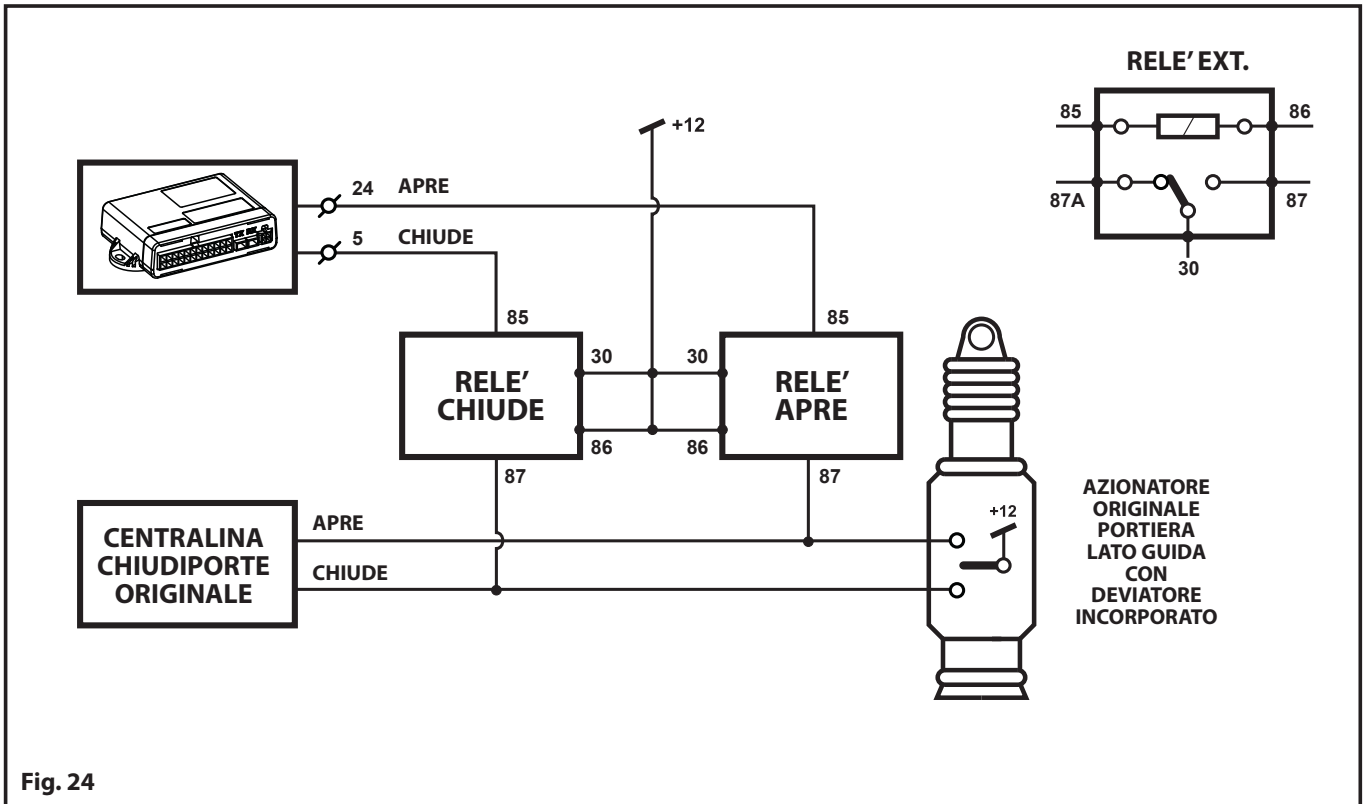 RELE’ EXT.
85
86
87A
87
30
+12
24 APRE
5 CHIUDE
85
85
30
30
RELE’
CHIUDE
RELE’
APRE
86
86
87
87
CENTRALINA
CHIUDIPORTE
ORIGINALE
APRE
CHIUDE
+12
AZIONATORE
ORIGINALE
PORTIERA
LATO GUIDA
CON
DEVIATORE
INCORPORATO
Fig. 24